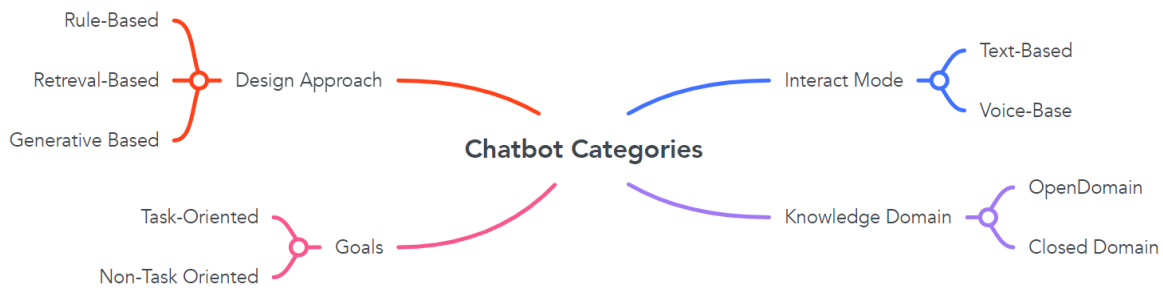 Rule-Based
Retreval-Based
Generative Based
Design Approach
Task-Oriented
Non-Task Oriented
Goals
Chatbot Categories
Interact Mode
Text-Based
Voice-Base
Knowledge Domain
OpenDomain
Closed Domain